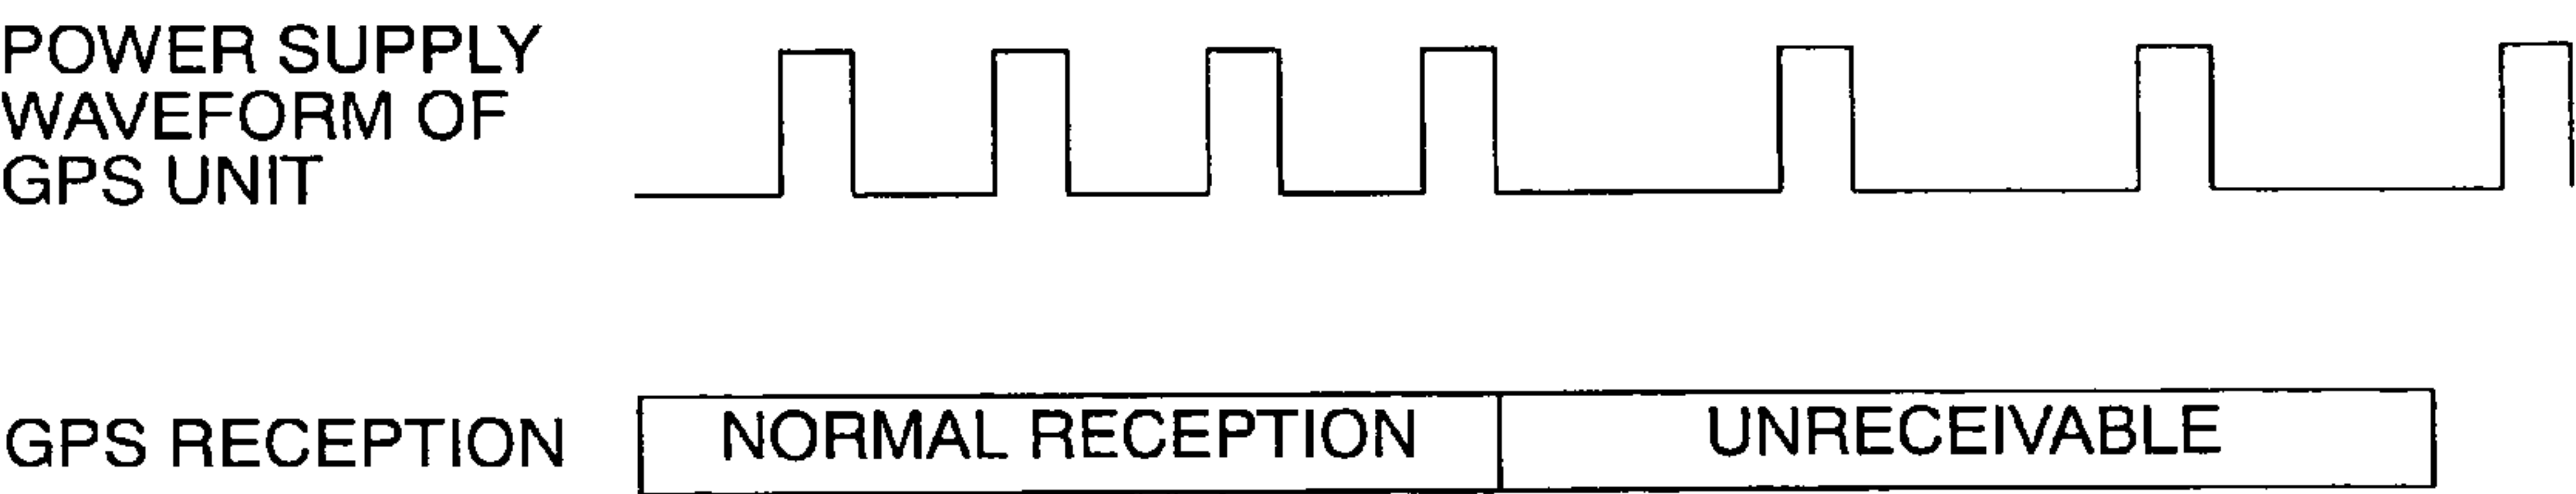 POWER SUPPLY
WAVEFORM OF
GPS UNIT
GPS RECEPTION
NORMAL RECEPTION
UNRECEIVABLE